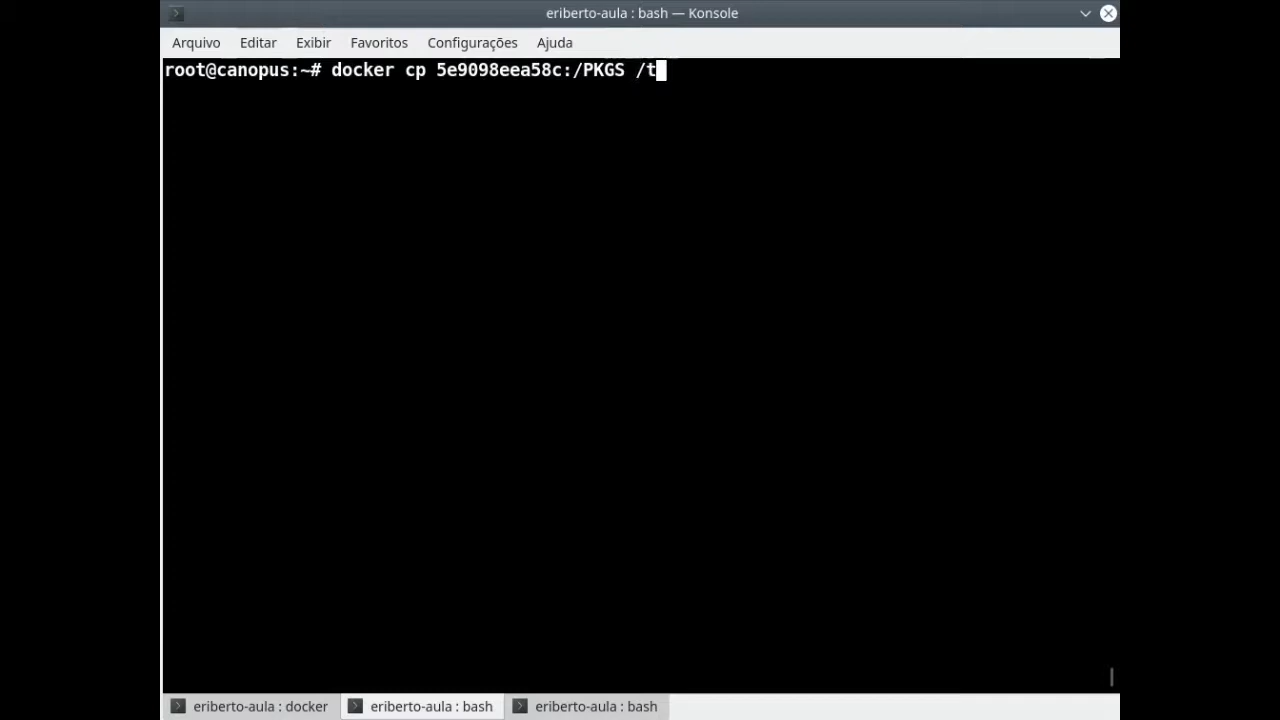 eriberto-aula : bash — Konsole
Arquivo Editar Exibir Favoritos Configurações Ajuda
root@canopus:~# docker cp 5e9098eea58c:/PKGS /t
eriberto-aula : docker eriberto-aula : bash eriberto-aula : bash